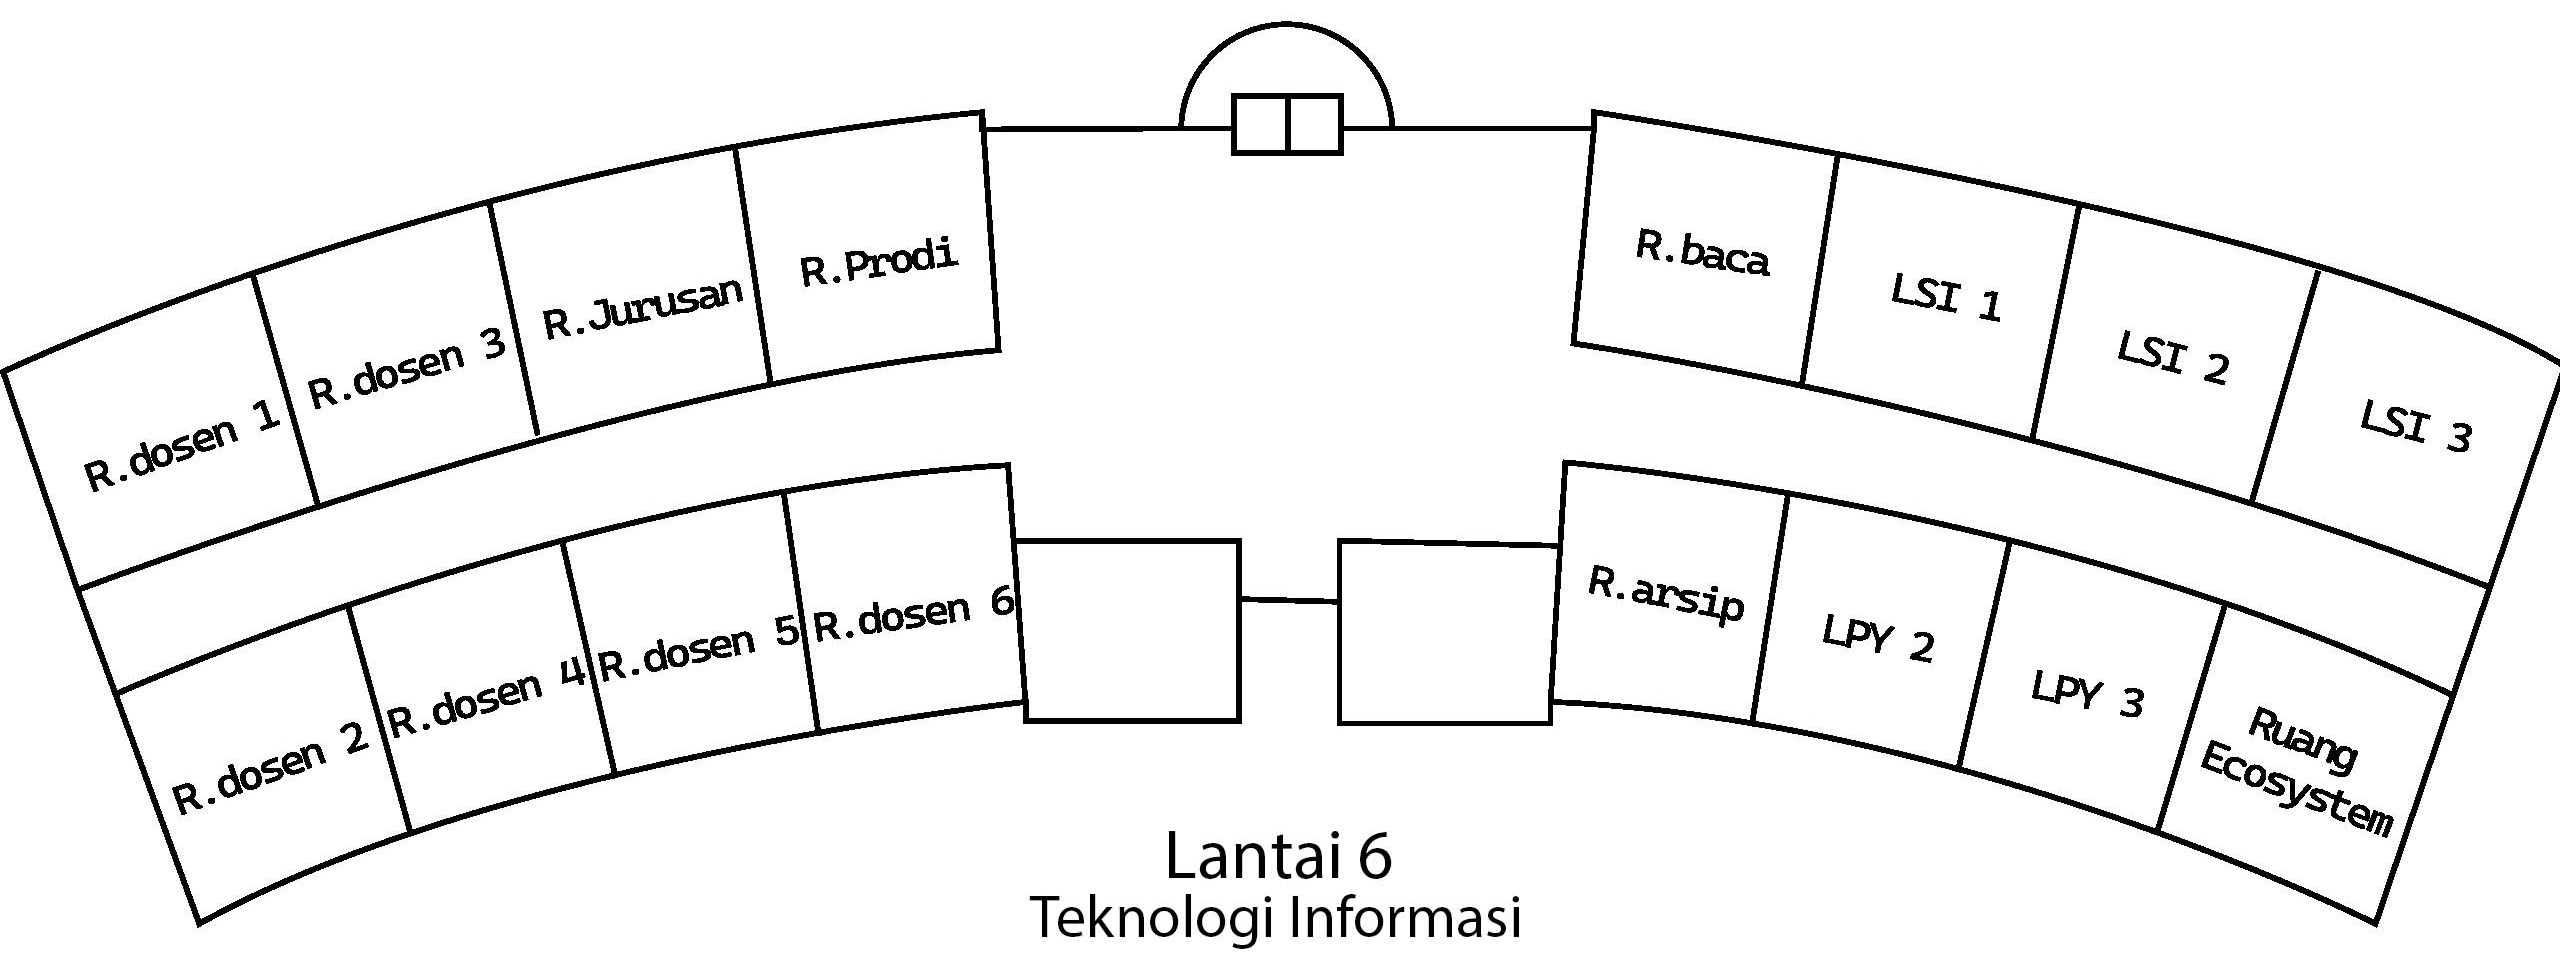 R.dosen 1
R.dosen 3
R.Jurusan
R.Prodi
R.baca
LSI 1
LSI 2
LSI 3
R.dosen 2
R.dosen 4
R.dosen 5
R.dosen 6
R.arsip
LPY 2
LPY 3
Ruang
Ecosystem
Lantai 6
Teknologi Informasi